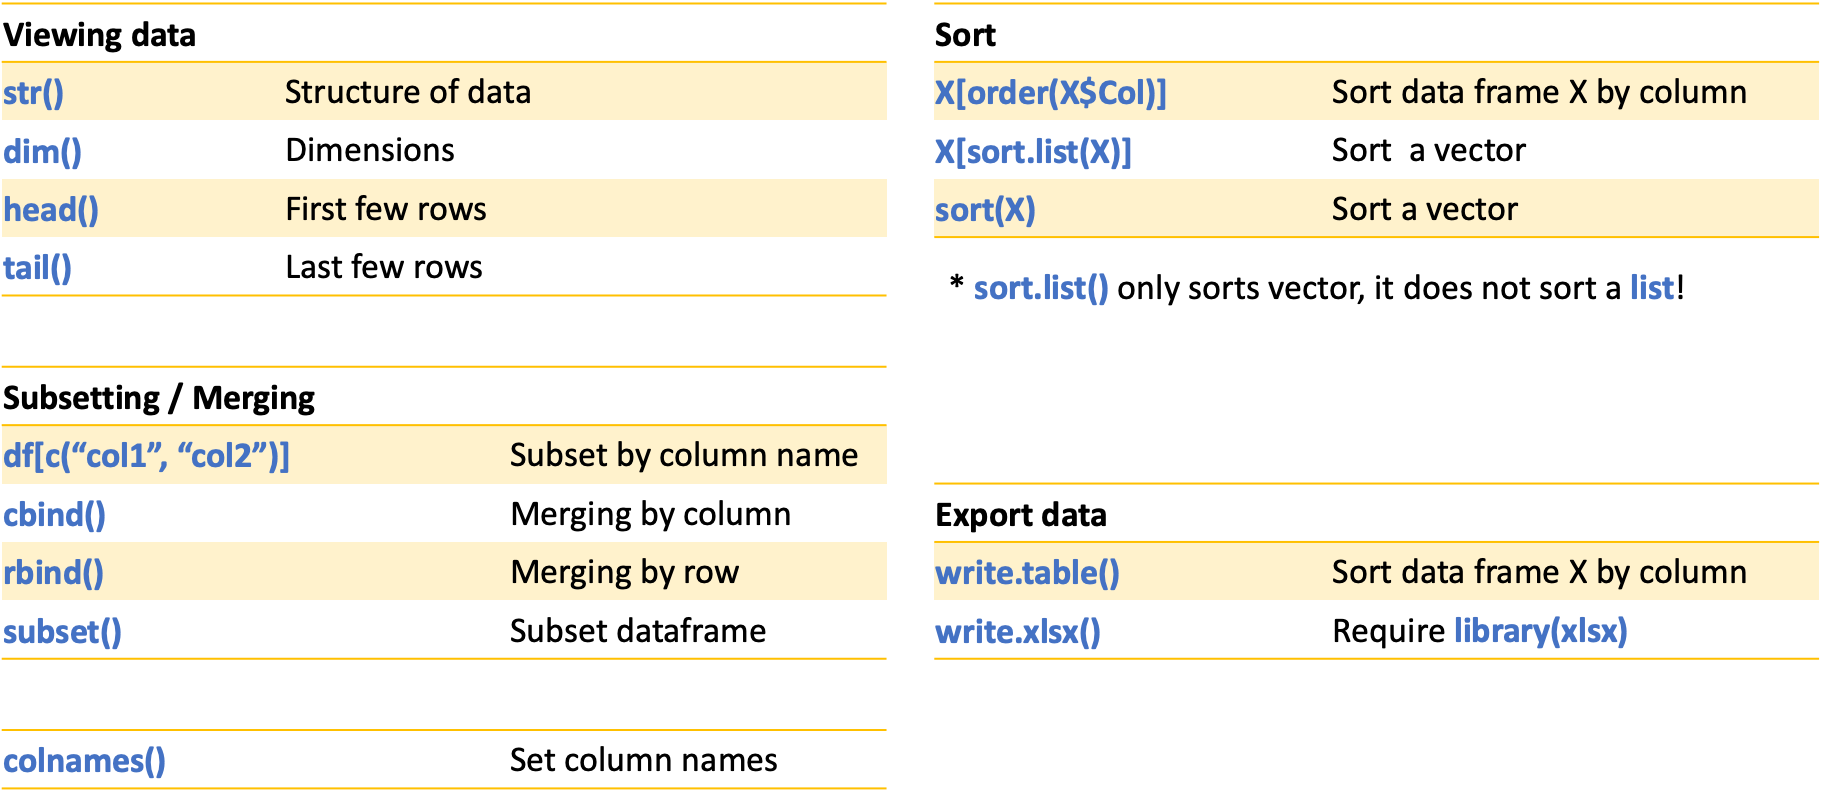 Viewing data
str() Structure of data
dim() Dimensions
head() First few rows
tail() Last few rows
Subsetting / Merging
df[c(“col1”, “col2”)] Subset by column name
cbind() Merging by column
rbind() Merging by row
subset() Subset dataframe
colnames() Set column names
Sort
X[order(X$Col)] Sort data frame X by column
X[sort.list(X)] Sort a vector
sort(X) Sort a vector
* sort.list() only sorts vector, it does not sort a list!
Export data
write.table() Sort data frame X by column
write.xlsx() Require library(xlsx)